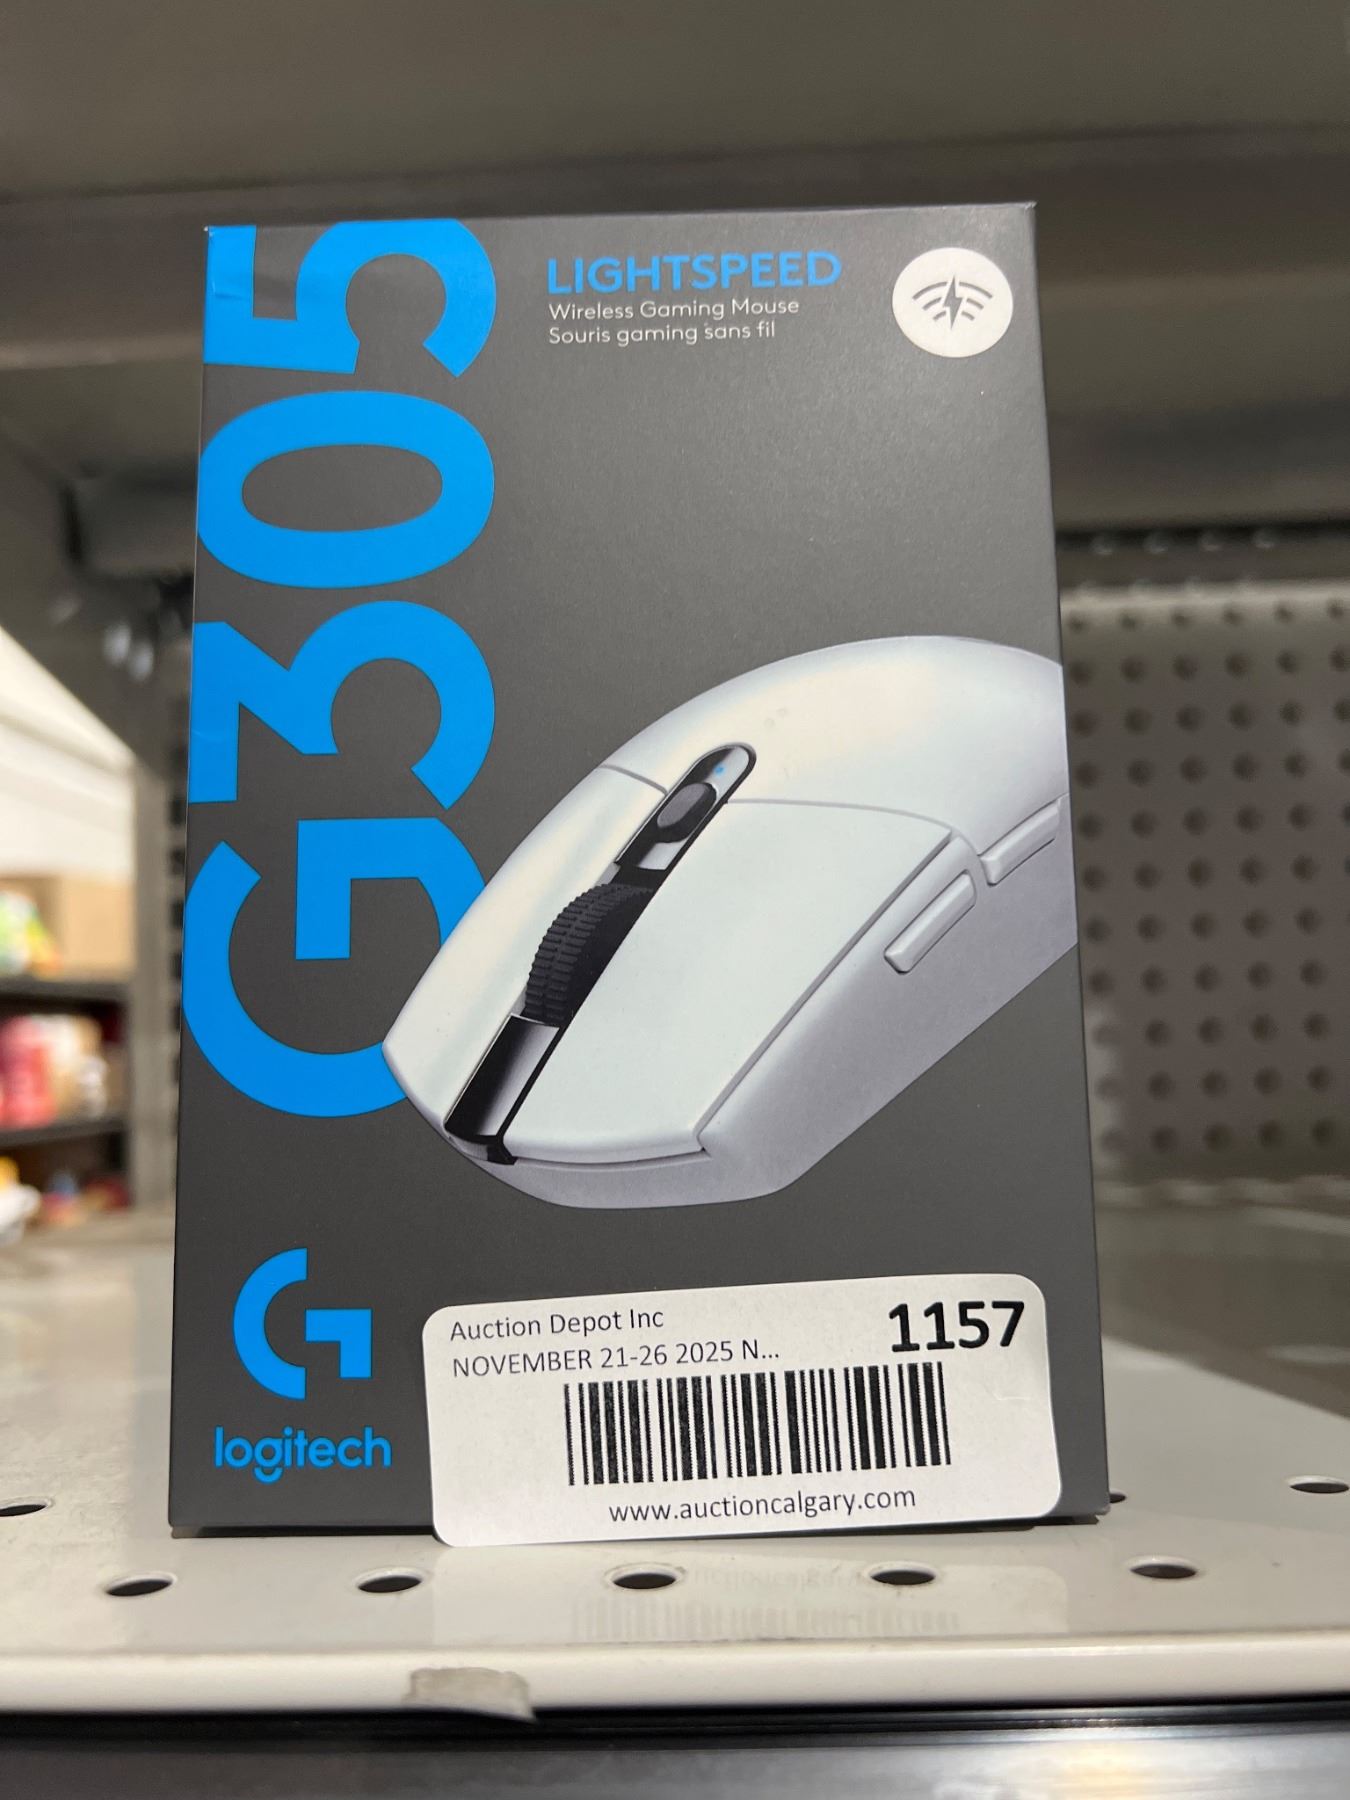 G305
LIGHTSPEED
Wireless Gaming Mouse
Souris gaming sans fil
logitech
Auction Depot Inc
1157
NOVEMBER 21-26 2025 N...
www.auctioncalgary.com